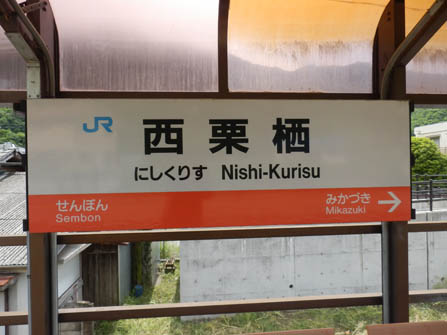 JR
西栗栖
にしくりす Nishi-Kurisu
せんぼん みかづき
Sembon Mikazuki